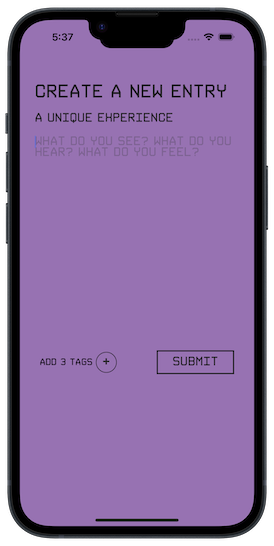 5:37
CREATE A NEW ENTRY
A UNIQUE EXPERIENCE
WHAT DO YOU SEE? WHAT DO YOU
HEAR? WHAT DO YOU FEEL?
ADD 3 TAGS +
SUBMIT